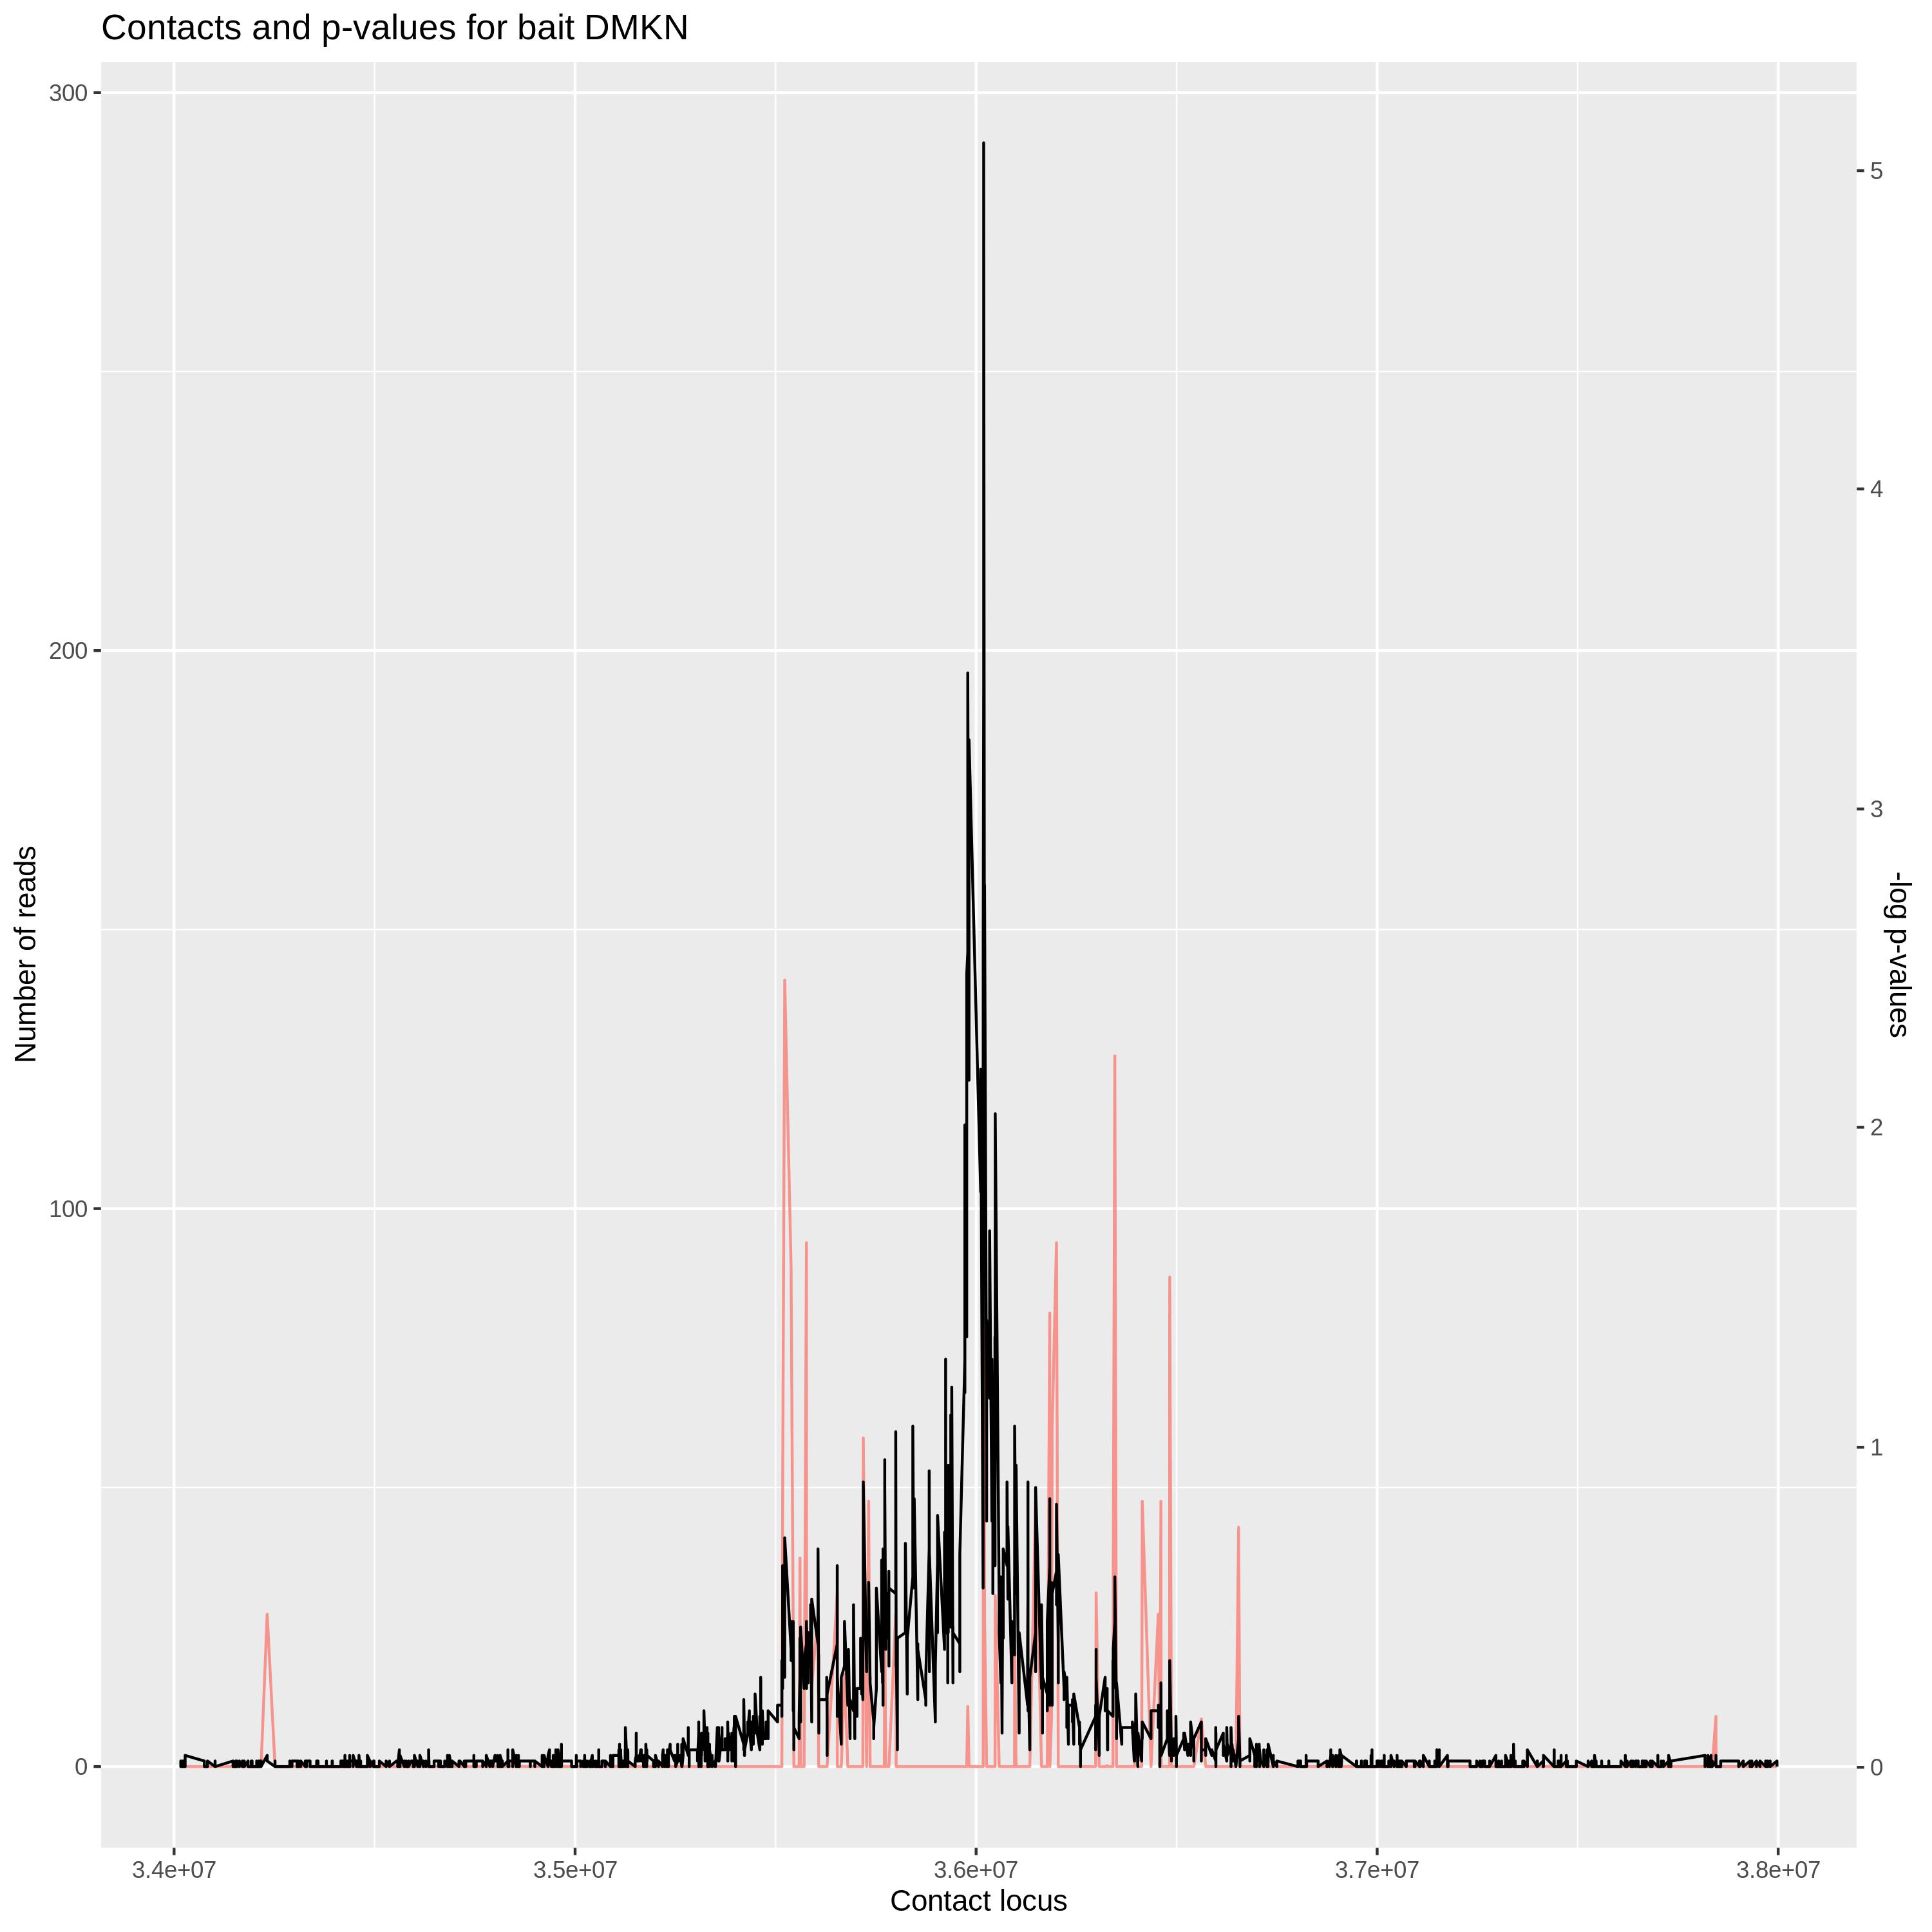 Contacts and p-values for bait DMKN
300
200
100
0
Number of reads
5
4
3
2
1
0
-log p-values
3.4e+07
3.5e+07
3.6e+07
3.7e+07
3.8e+07
Contact locus